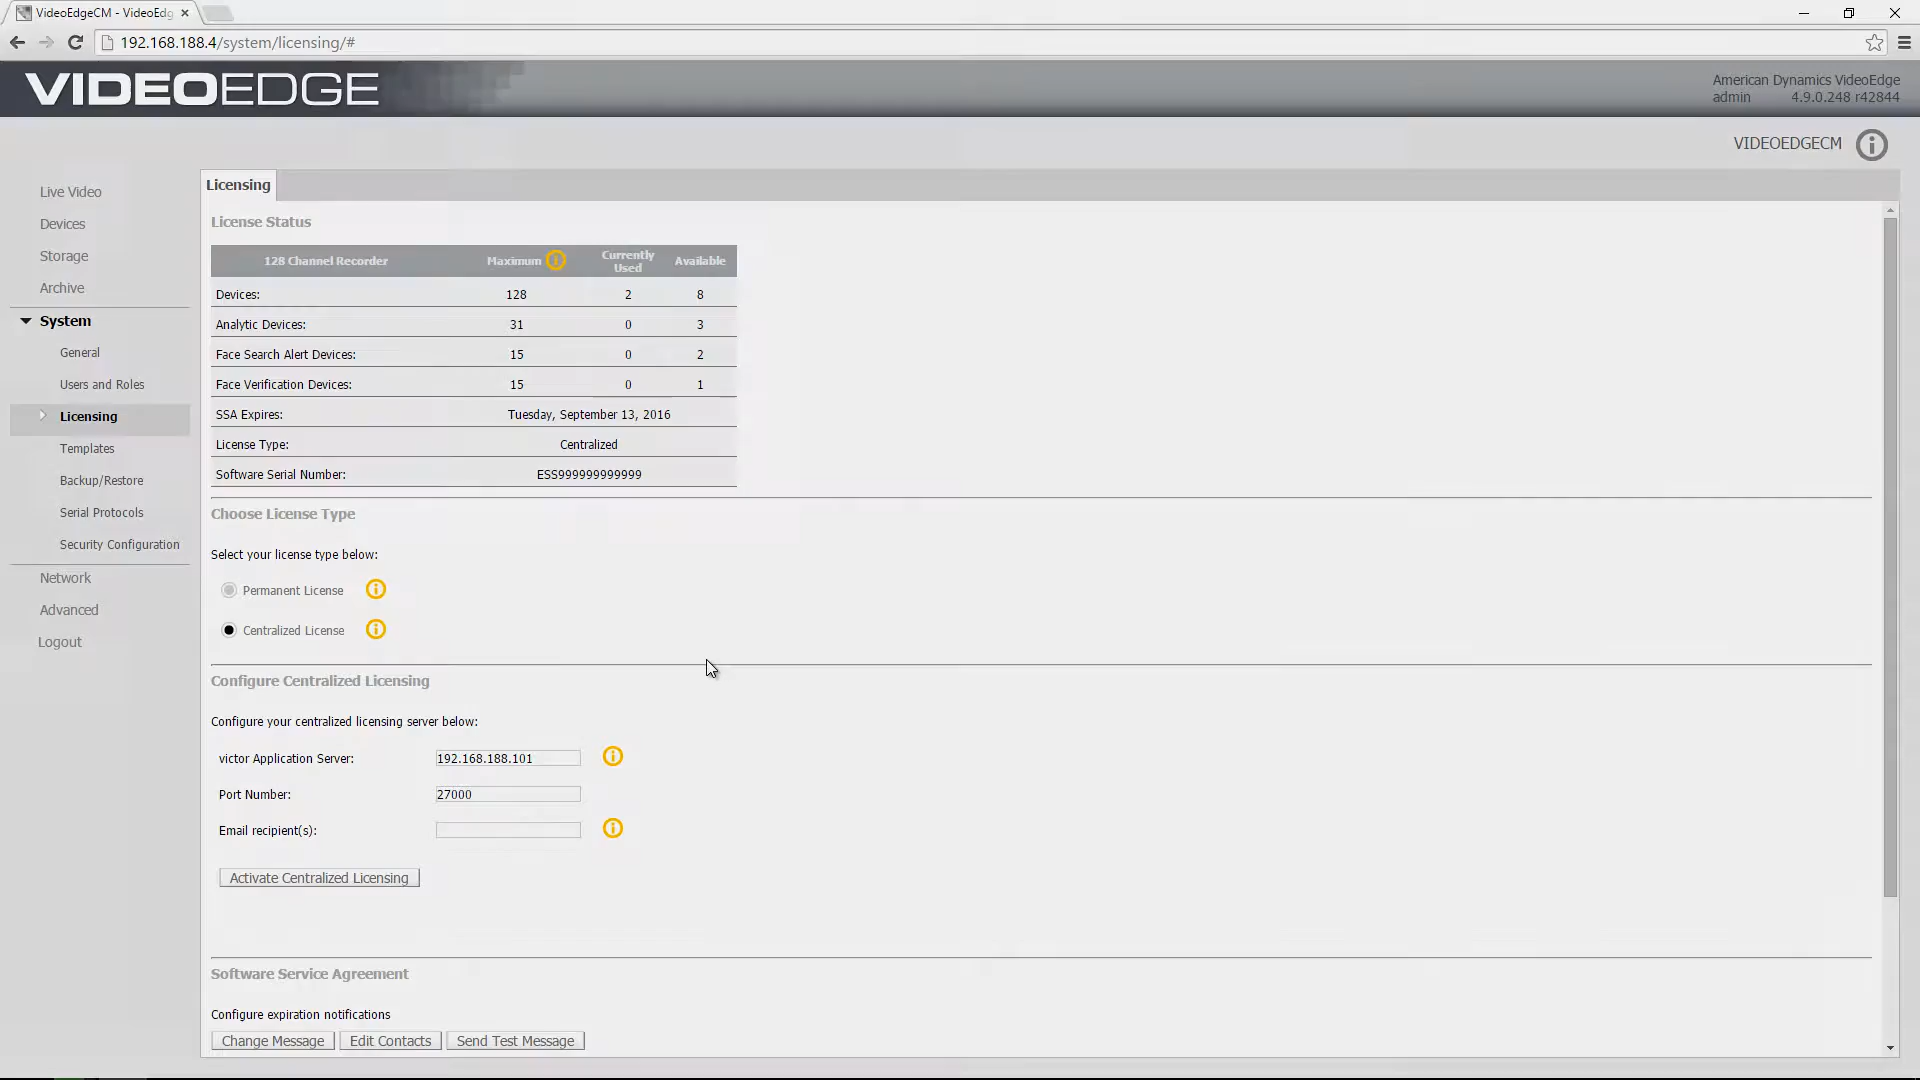 VideoEdgeCM - VideoEdg
192.168.188.4/system/licensing/#
VIDEOEDGE
American Dynamics VideoEdge
admin 4.9.0.248 r42844
VIDEOEDGECM
Live Video
Devices
Storage
Archive
System
General
Users and Roles
Licensing
Templates
Backup/Restore
Serial Protocols
Security Configuration
Network
Advanced
Logout
Licensing
License Status
128 Channel Recorder Maximum Currently Used Available
Devices: 128 2 8
Analytic Devices: 31 0 3
Face Search Alert Devices: 15 0 2
Face Verification Devices: 15 0 1
SSA Expires: Tuesday, September 13, 2016
License Type: Centralized
Software Serial Number: ESS999999999999
Choose License Type
Select your license type below:
Permanent License
Centralized License
Configure Centralized Licensing
Configure your centralized licensing server below:
victor Application Server: 192.168.188.101
Port Number: 27000
Email recipient(s):
Activate Centralized Licensing
Software Service Agreement
Configure expiration notifications
Change Message Edit Contacts Send Test Message